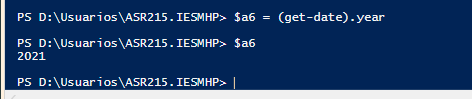 PS D:\Usuarios\ASR215.IESMHP> $a6 = (get-date).year
PS D:\Usuarios\ASR215.IESMHP> $a6
2021
PS D:\Usuarios\ASR215.IESMHP>